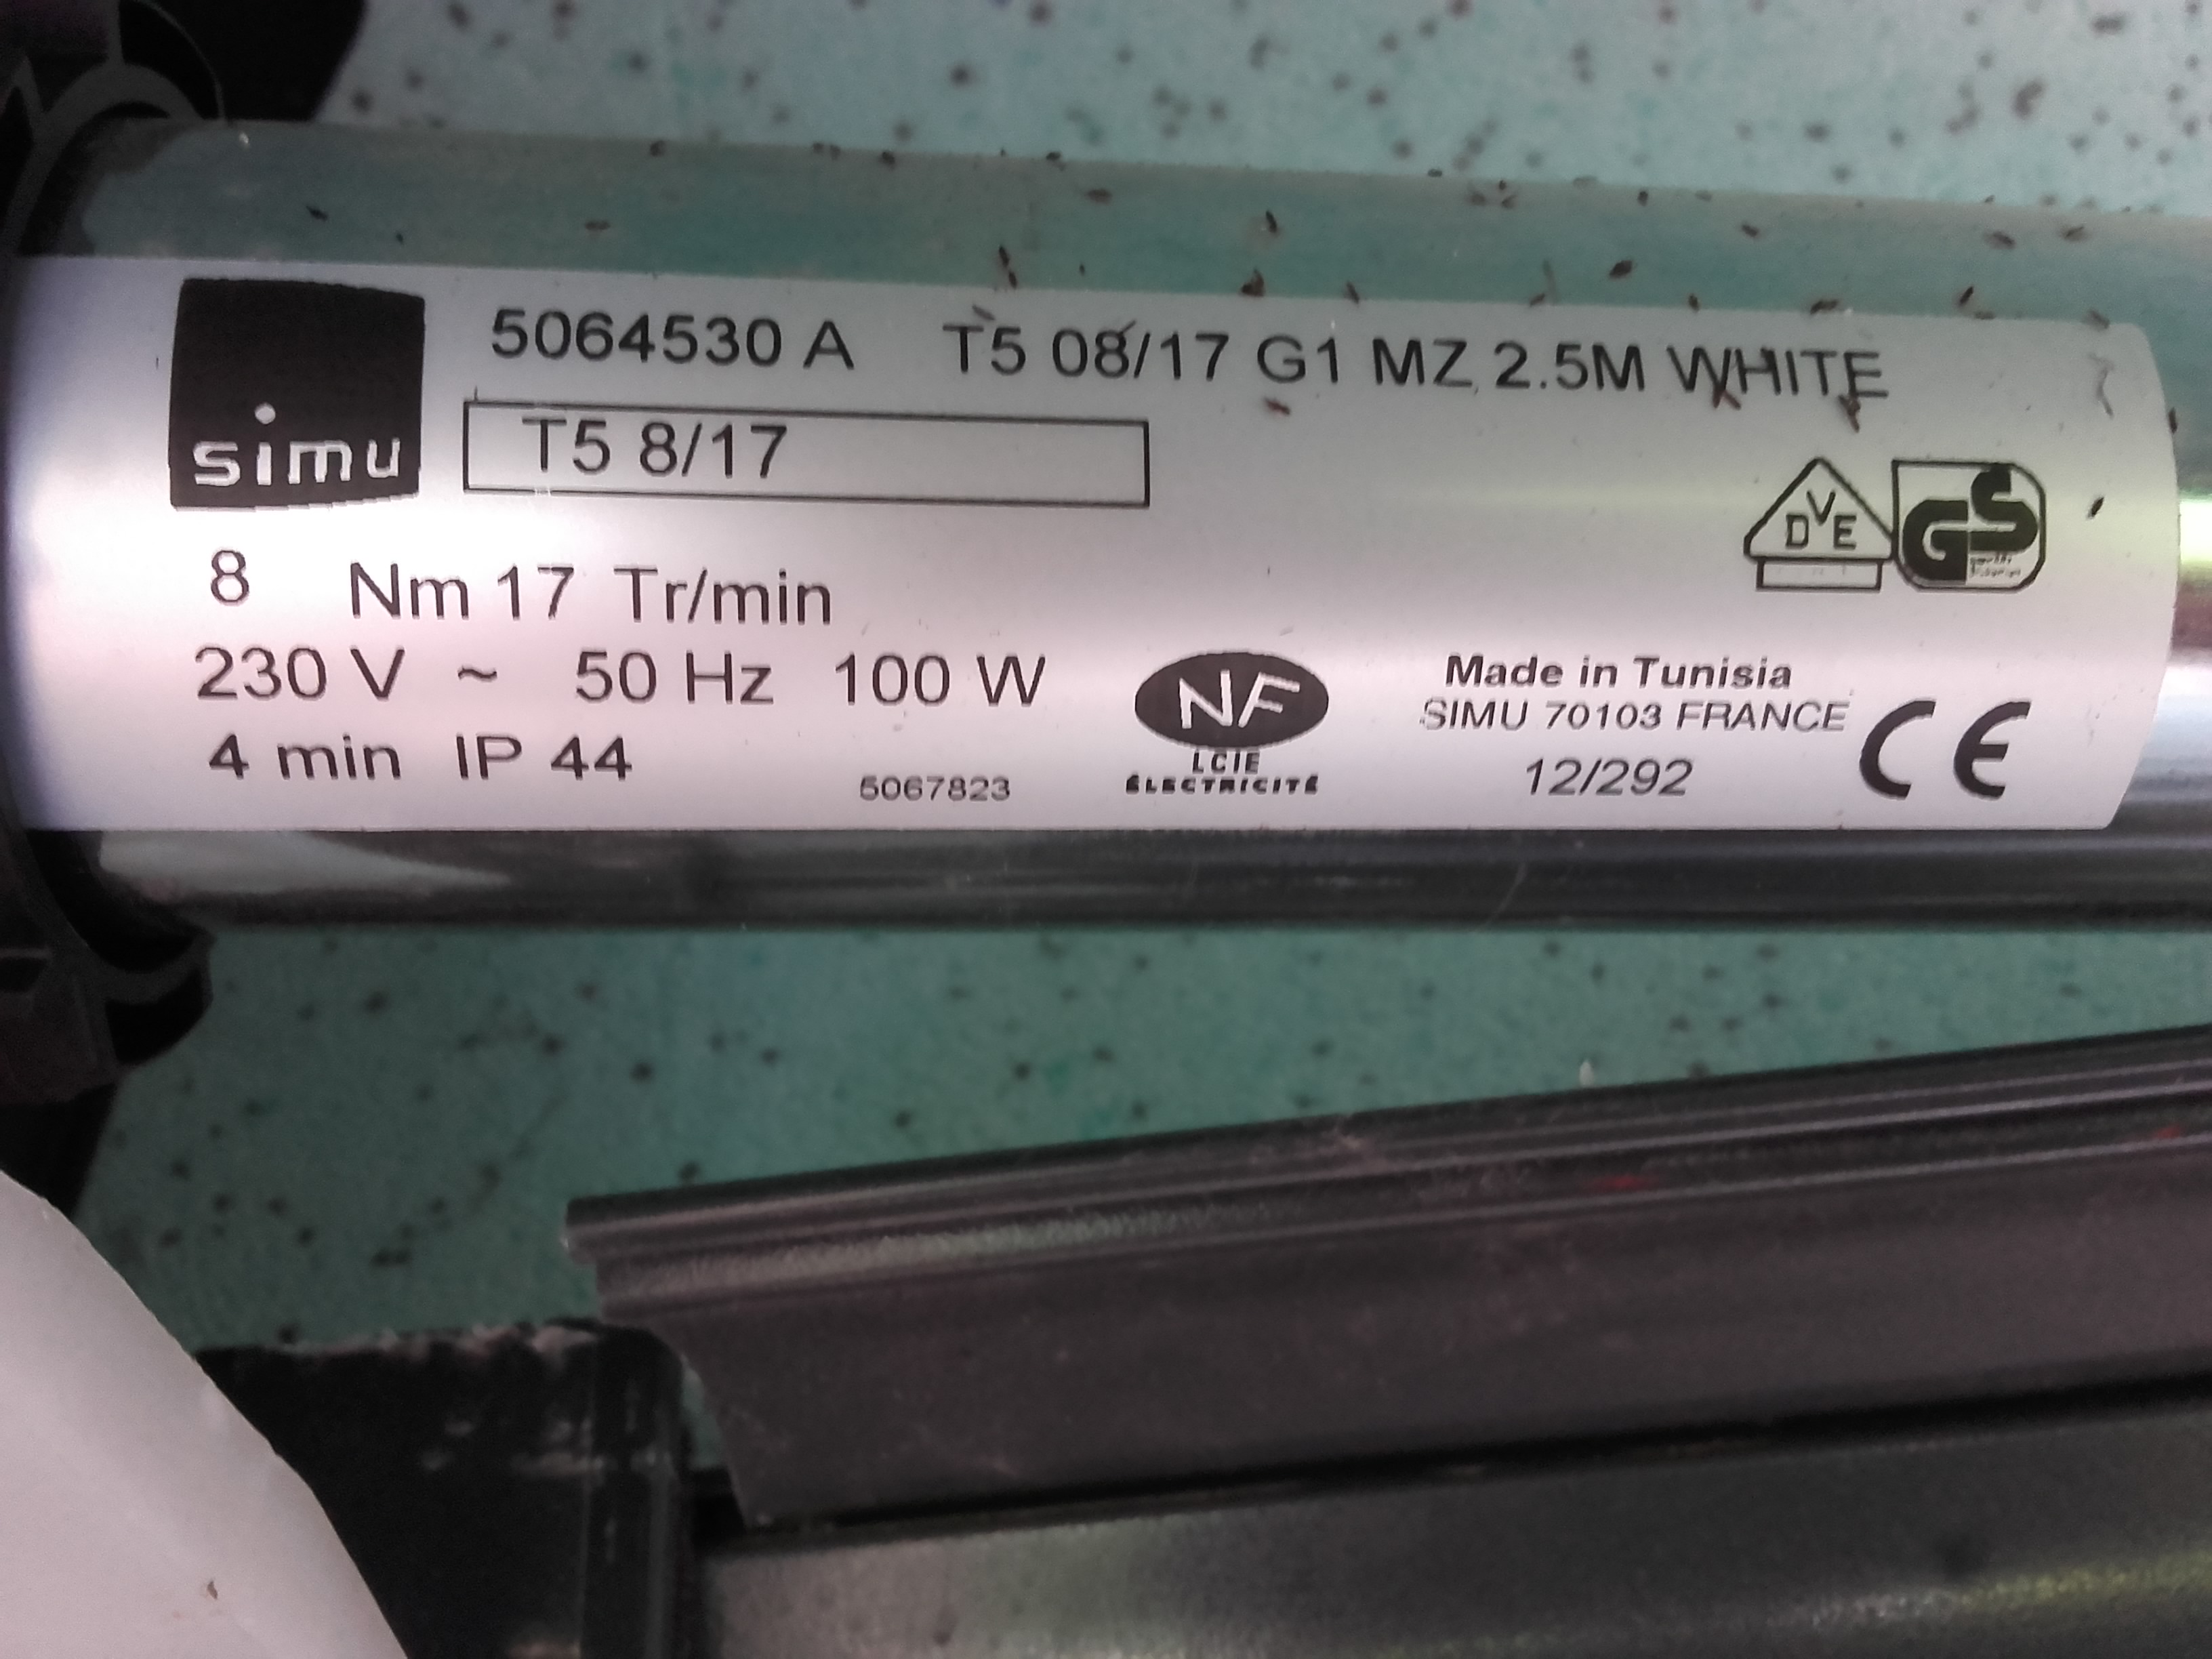 simu
5064530 A T5 08/17 G1 MZ 2.5M WHITE
T5 8/17
DVE
GS
8 Nm 17 Tr/min
230 V ~ 50 Hz 100 W
4 min IP 44
5067823
NF
LCIE
ÉLECTRICITÉ
Made in Tunisia
SIMU 70103 FRANCE
12/292
CE